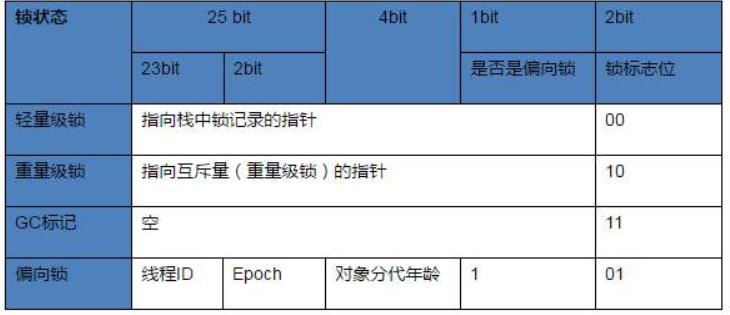 锁状态 25 bit 4bit 1bit 2bit
23bit 2bit 是否是偏向锁 锁标志位
轻量级锁 指向栈中锁记录的指针 00
重量级锁 指向互斥量（重量级锁）的指针 10
GC标记 空 11
偏向锁 线程ID Epoch 对象分代年龄 1 01